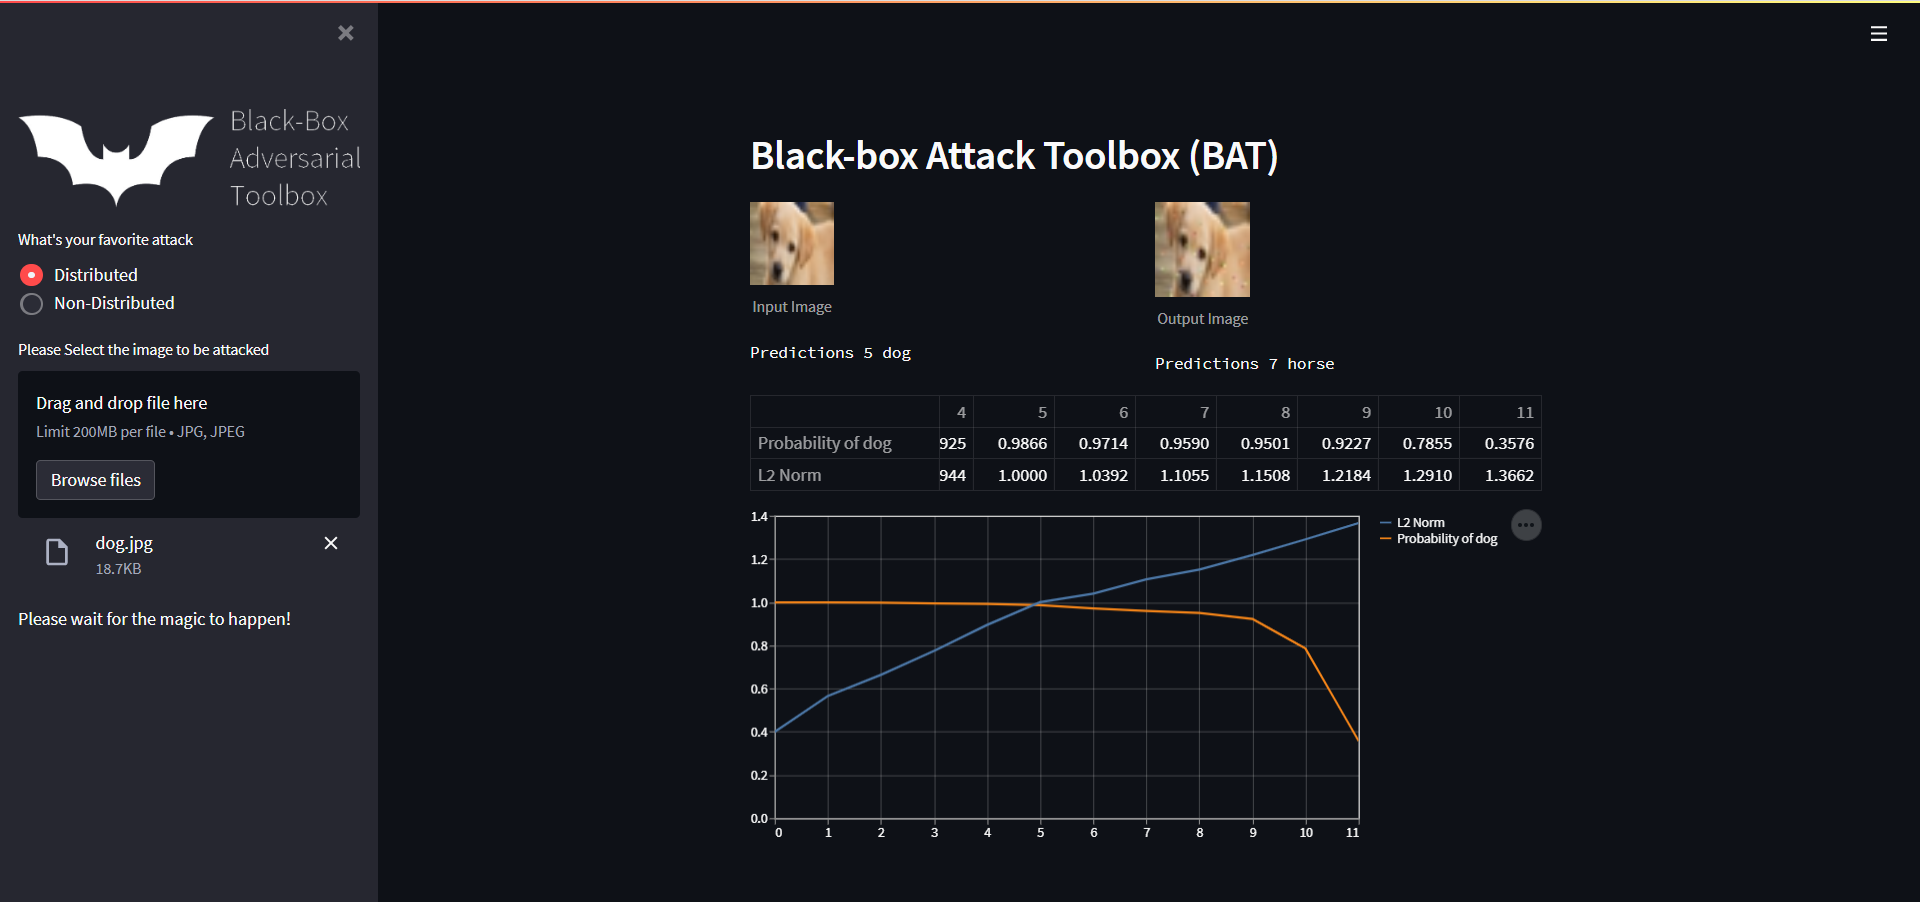 Black-Box
Adversarial
Toolbox
What's your favorite attack
Distributed
Non-Distributed
Please Select the image to be attacked
Drag and drop file here
Limit 200MB per file • JPG, JPEG
Browse files
dog.jpg
18.7KB
Please wait for the magic to happen!
Black-box Attack Toolbox (BAT)
Input Image
Output Image
Predictions 5 dog
Predictions 7 horse
4 5 6 7 8 9 10 11
Probability of dog 925 0.9866 0.9714 0.9590 0.9501 0.9227 0.7855 0.3576
L2 Norm 944 1.0000 1.0392 1.1055 1.1508 1.2184 1.2910 1.3662
L2 Norm
Probability of dog
1.4
1.2
1.0
0.8
0.6
0.4
0.2
0.0
0 1 2 3 4 5 6 7 8 9 10 11